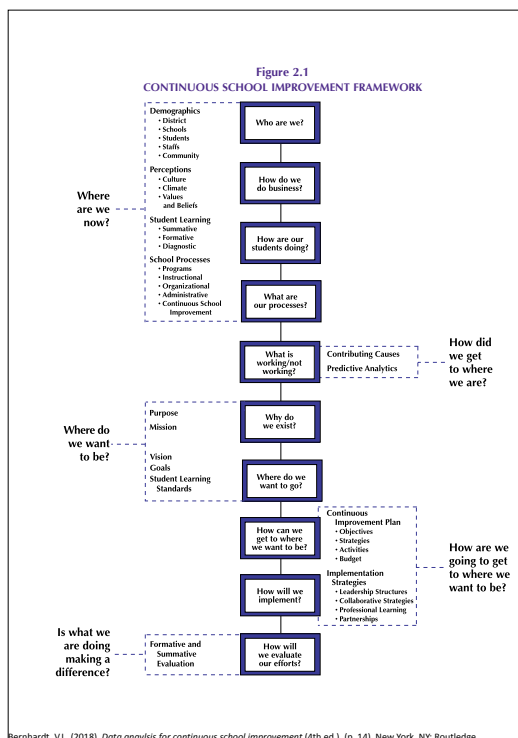 Figure 2.1
CONTINUOUS SCHOOL IMPROVEMENT FRAMEWORK
Where
are we
now?
Demographics
• District
• Schools
• Students
• Staffs
• Community
Perceptions
• Culture
• Climate
• Values
and Beliefs
Student Learning
• Summative
• Formative
• Diagnostic
School Processes
• Programs
• Instructional
• Organizational
• Administrative
• Continuous School
Improvement
Who are we?
How do we
do business?
How are our
students doing?
What are
our processes?
What is
working/not
working?
Contributing Causes
Predictive Analytics
How did
we get
to where
we are?
Where do
we want
to be?
Purpose
Mission
Vision
Goals
Student Learning
Standards
Why do
we exist?
Where do we
want to go?
How can we
get to where
we want to be?
How will we
implement?
Continuous
Improvement Plan
• Objectives
• Strategies
• Activities
• Budget
Implementation
Strategies
• Leadership Structures
• Collaborative Strategies
• Professional Learning
• Partnerships
How are we
going to get
to where we
want to be?
Is what we
are doing
making a
difference?
Formative and
Summative
Evaluation
How will
we evaluate
our efforts?
Bernhardt, V.L. (2018). Data anaylsis for continuous school improvement (4th ed.). (p. 14). New York, NY: Routledge